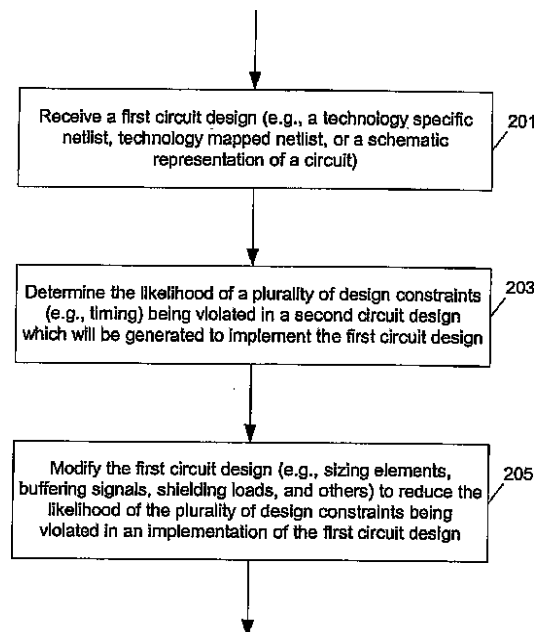 Receive a first circuit design (e.g., a technology specific
netlist, technology mapped netlist, or a schematic
representation of a circuit)
201
Determine the likelihood of a plurality of design constraints
(e.g., timing) being violated in a second circuit design
which will be generated to implement the first circuit design
203
Modify the first circuit design (e.g., sizing elements,
buffering signals, shielding loads, and others) to reduce the
likelihood of the plurality of design constraints being
violated in an implementation of the first circuit design
205